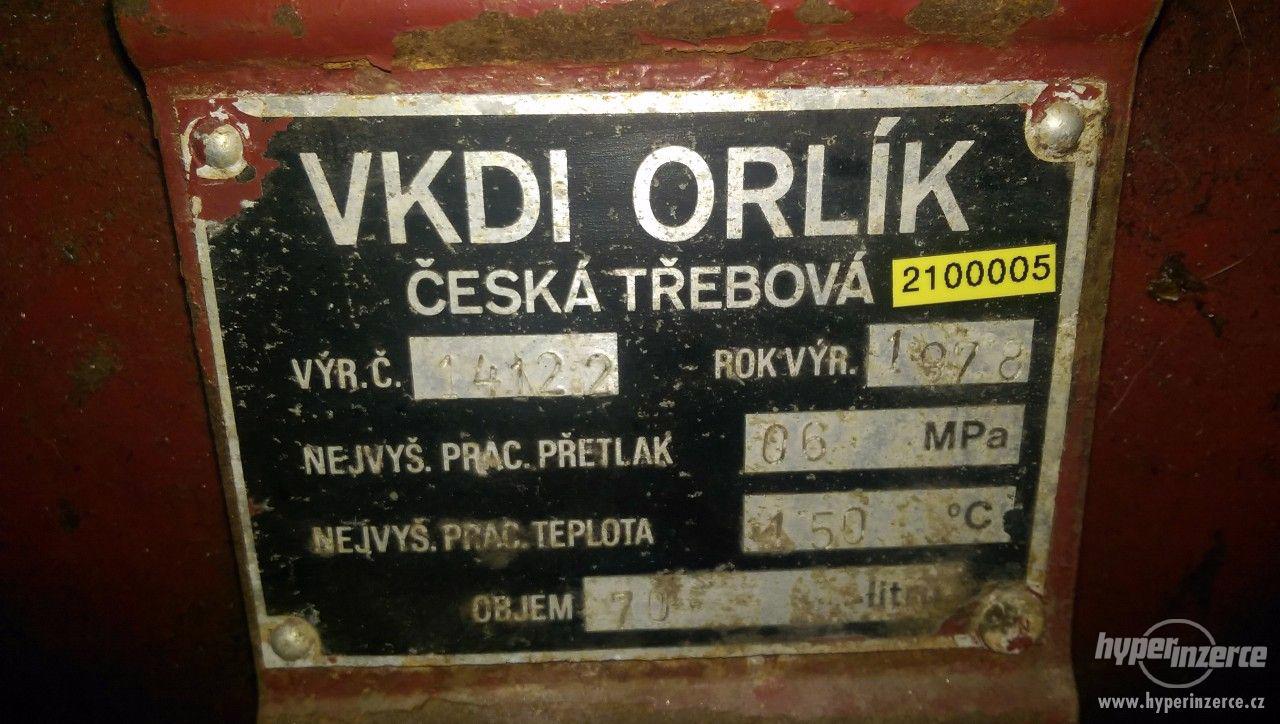 VKDI ORLÍK
ČESKÁ TŘEBOVÁ 2100005
VÝR. Č. 14122 ROK VÝR. 1978
NEJVYŠ. PRAC. PŘETLAK 06 MPa
NEJVYŠ. PRAC. TEPLOTA 150 °C
OBJEM 70
hyperinzerce
www.hyperinzerce.cz